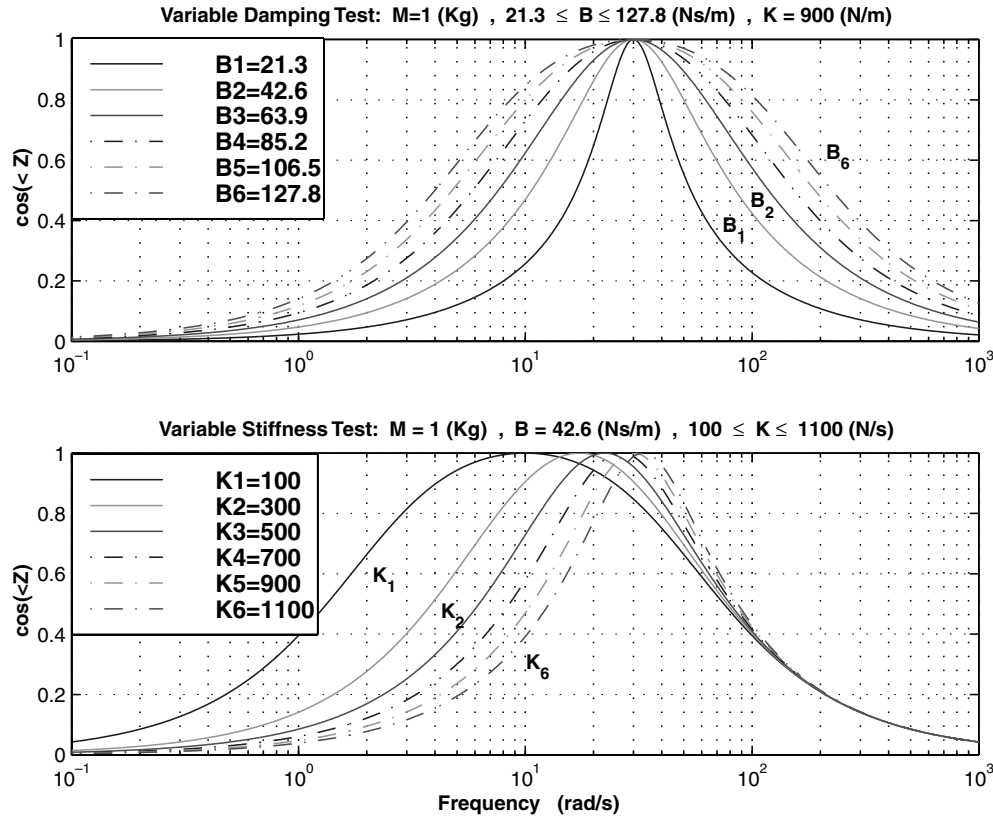 Variable Damping Test: M=1 (Kg) , 21.3 ≤ B ≤ 127.8 (Ns/m) , K = 900 (N/m)
cos(< Z)
1
0.8
0.6
0.4
0.2
0
B1=21.3
B2=42.6
B3=63.9
B4=85.2
B5=106.5
B6=127.8
B6
B2
B1
10^−1
10^0
10^1
10^2
10^3
Variable Stiffness Test: M = 1 (Kg) , B = 42.6 (Ns/m) , 100 ≤ K ≤ 1100 (N/s)
cos(<Z)
1
0.8
0.6
0.4
0.2
0
K1=100
K2=300
K3=500
K4=700
K5=900
K6=1100
K1
K2
K6
10^−1
10^0
10^1
10^2
10^3
Frequency (rad/s)